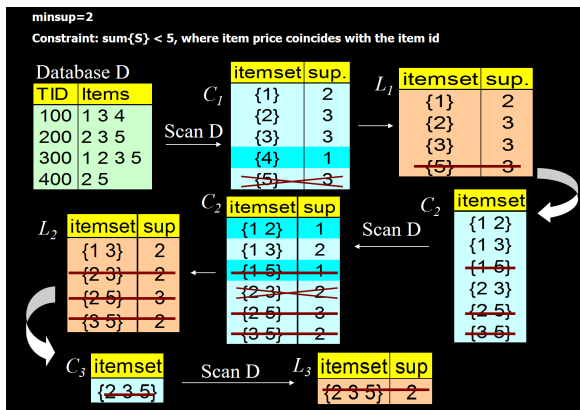 minsup=2
Constraint: sum{S} < 5, where item price coincides with the item id
Database D
TID Items
100 1 3 4
200 2 3 5
300 1 2 3 5
400 2 5
Scan D
C1
itemset sup.
{1} 2
{2} 3
{3} 3
{4} 1
{5} 3
L1
itemset sup.
{1} 2
{2} 3
{3} 3
{5} 3
C2
itemset
{1 2}
{1 3}
{1 5}
{2 3}
{2 5}
{3 5}
Scan D
C2
itemset sup
{1 2} 1
{1 3} 2
{1 5} 1
{2 3} 2
{2 5} 3
{3 5} 2
L2
itemset sup
{1 3} 2
{2 3} 2
{2 5} 3
{3 5} 2
C3
itemset
{2 3 5}
Scan D
L3
itemset sup
{2 3 5} 2